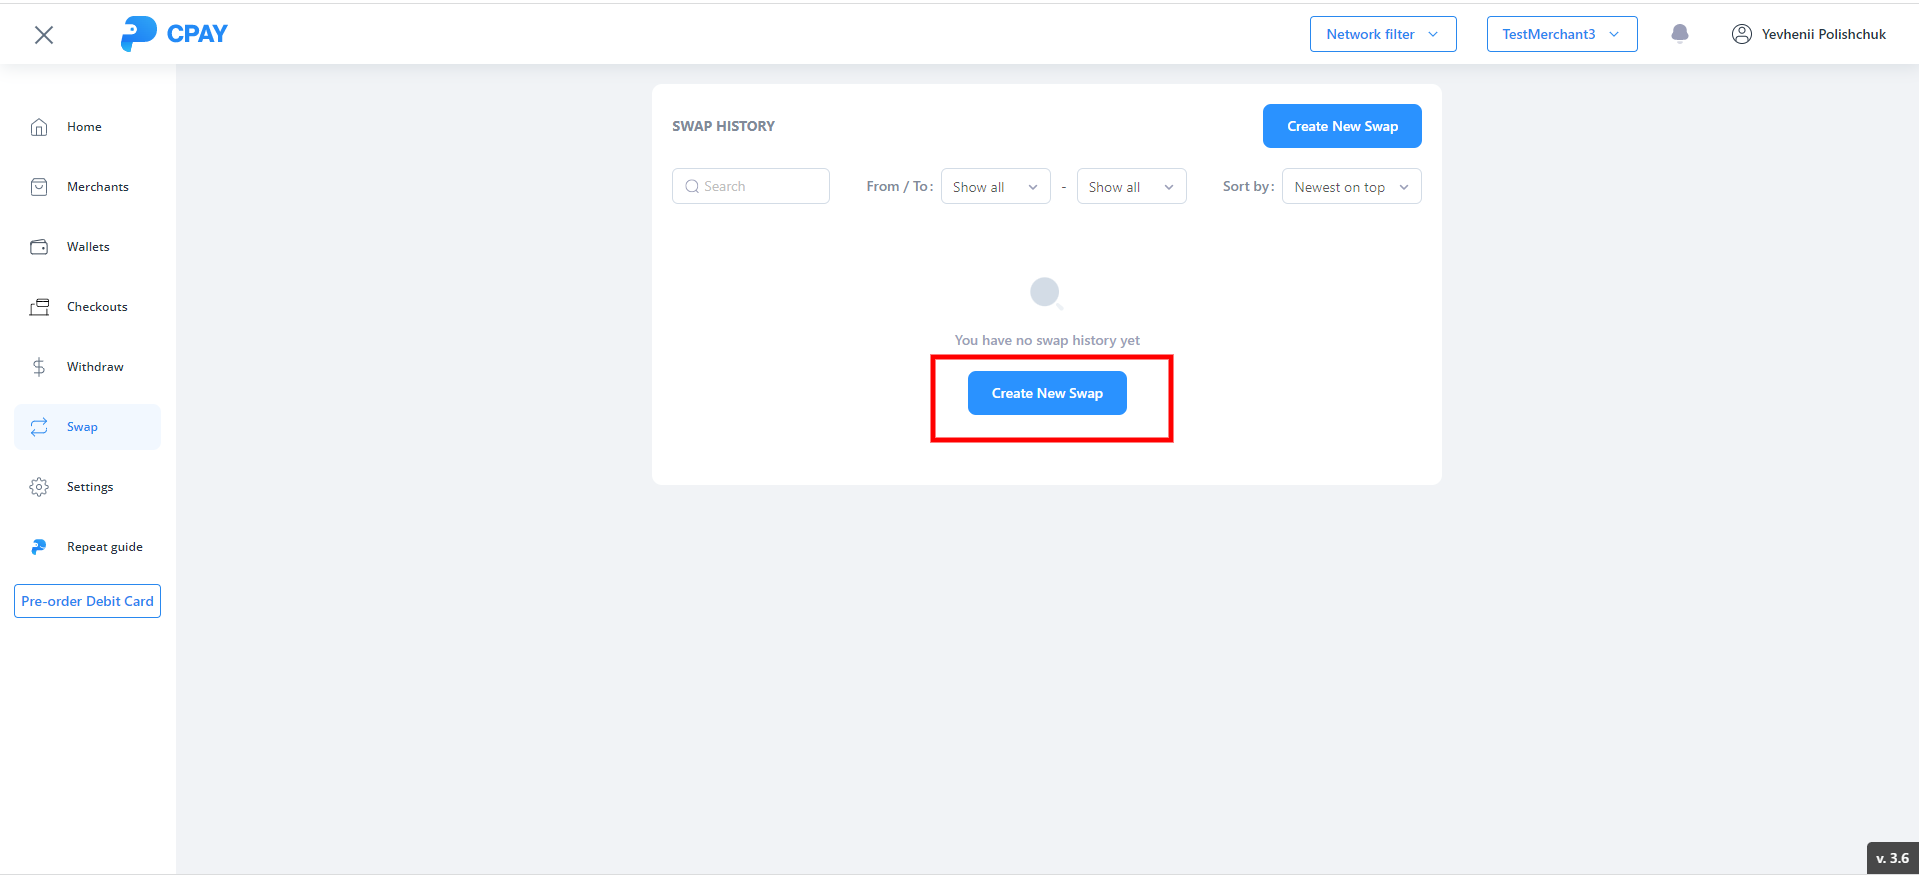 CPAY
Network filter
TestMerchant3
Yevhenii Polishchuk
Home
Merchants
Wallets
Checkouts
Withdraw
Swap
Settings
Repeat guide
Pre-order Debit Card
SWAP HISTORY
Create New Swap
Search
From / To: Show all - Show all
Sort by: Newest on top
You have no swap history yet
Create New Swap
v. 3.6